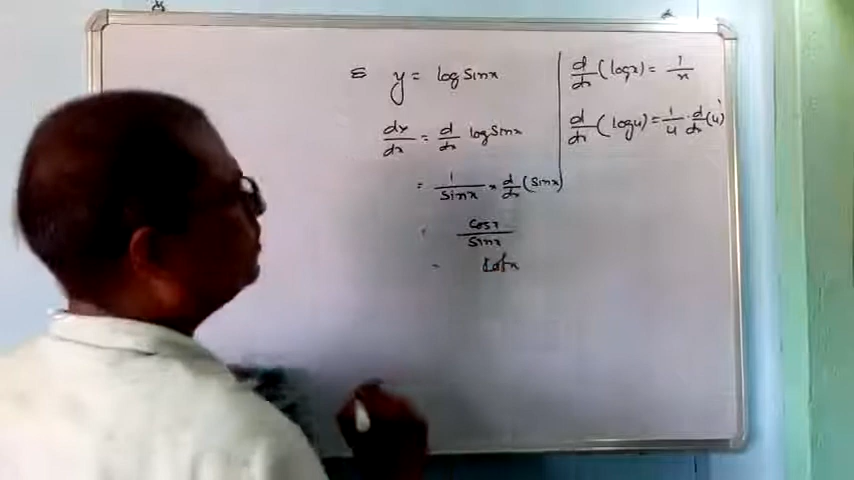 y = log sinx
dy/dx = d/dx log sinx
= 1/sinx × d/dx (sinx)
cosx/sinx
= cotx
d/dx (logx) = 1/x
d/dx (logu) = 1/u · d/dx (u)